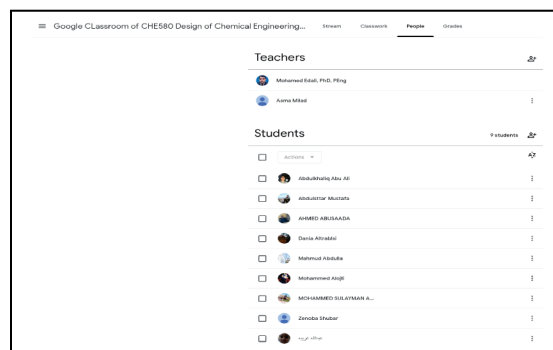 Google CLassroom of CHE580 Design of Chemical Engineering... Stream Classwork People Grades
Teachers
Mohamed Edali, PhD, PEng
Asma Milad
Students 9 students
Actions
Abdulkhaliq Abu Ali
Abdulsttar Mustafa
AHMED ABUSAADA
Dania Altrablsi
Mahmud Abdulla
Mohammed Alojli
MOHAMMED SULAYMAN A...
Zenoba Shubar